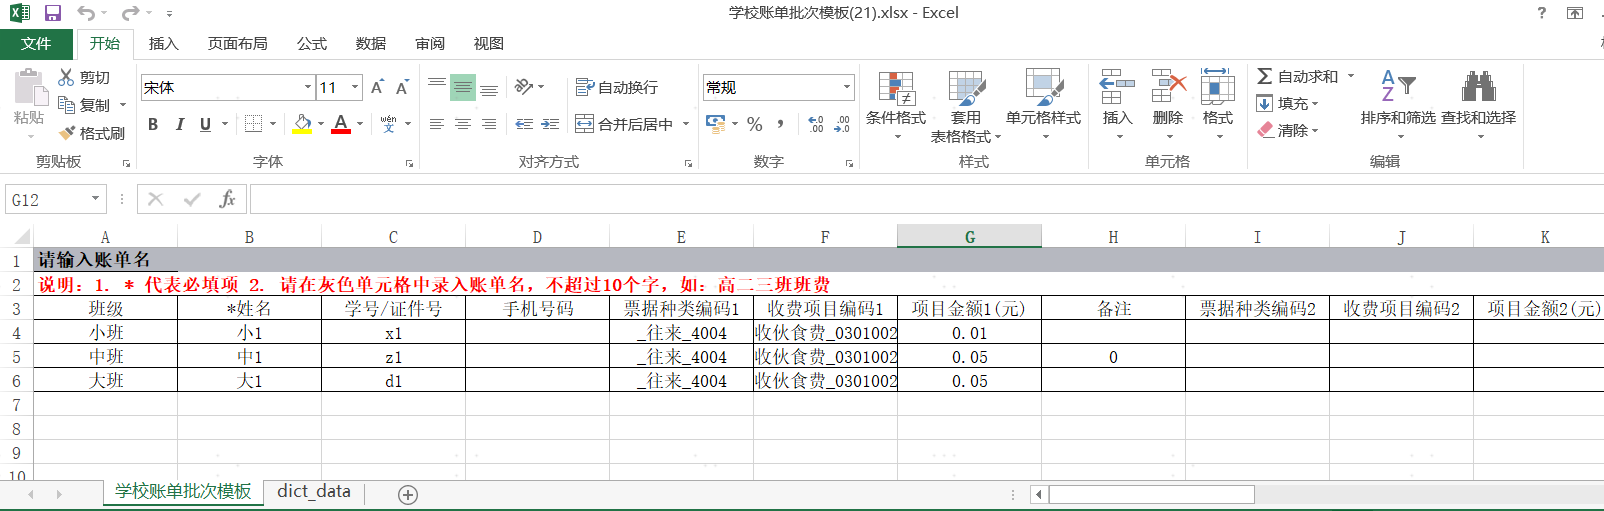 学校账单批次模板(21).xlsx - Excel
?
文件 开始 插入 页面布局 公式 数据 审阅 视图
粘贴 剪切 复制 格式刷 剪贴板
宋体 11 B I U A wén 文 字体
自动换行 合并后居中 对齐方式
常规 % , .0 .00 .00 .0 数字
条件格式 套用 表格格式 单元格样式 样式
插入 删除 格式 单元格
Σ 自动求和 填充 清除 A Z 排序和筛选 查找和选择 编辑
G12 fx
A B C D E F G H I J K
1 请输入账单名
2 说明：1. * 代表必填项 2. 请在灰色单元格中录入账单名，不超过10个字，如：高二三班班费
3 班级 *姓名 学号/证件号 手机号码 票据种类编码1 收费项目编码1 项目金额1(元) 备注 票据种类编码2 收费项目编码2 项目金额2(元)
4 小班 小1 x1 _往来_4004 收伙食费_0301002 0.01
5 中班 中1 z1 _往来_4004 收伙食费_0301002 0.05 0
6 大班 大1 d1 _往来_4004 收伙食费_0301002 0.05
7
8
9
10
学校账单批次模板 dict_data